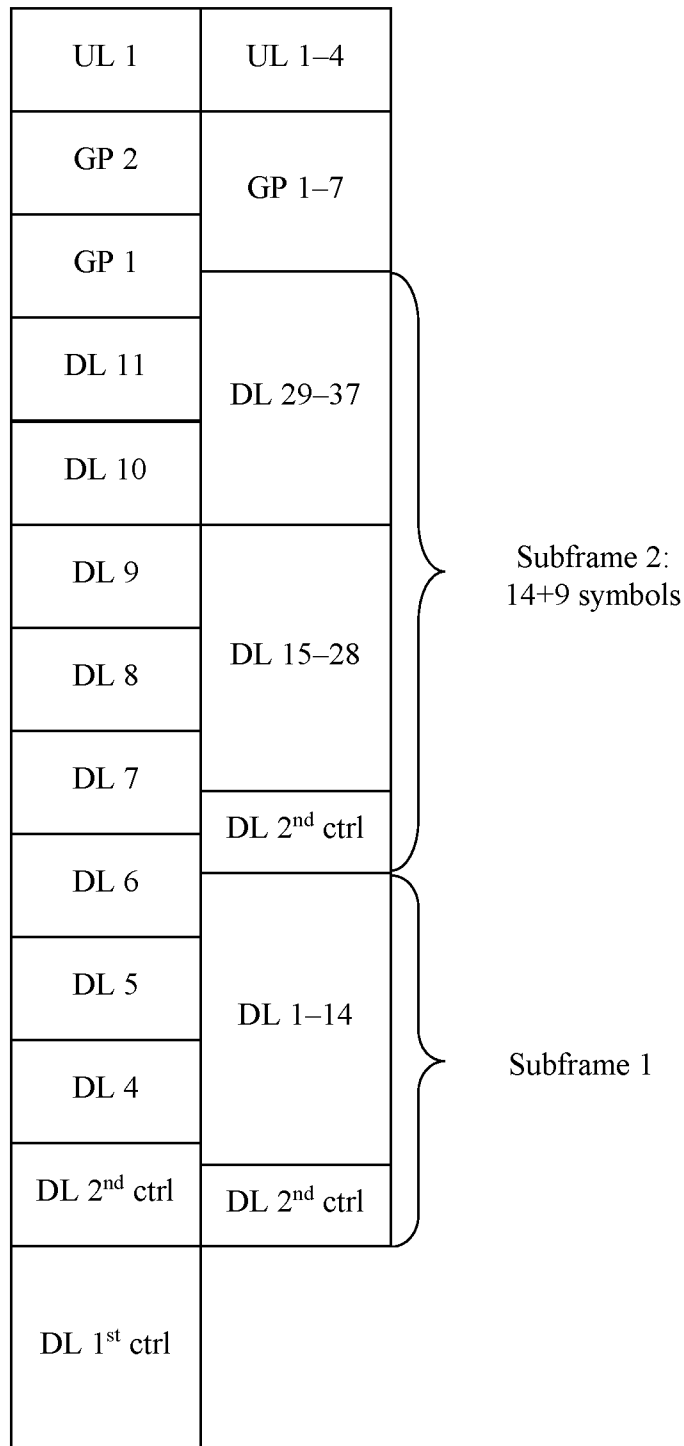 UL 1
UL 1–4
GP 2
GP 1–7
GP 1
DL 11
DL 29–37
DL 10
DL 9
Subframe 2:
14+9 symbols
DL 15–28
DL 8
DL 7
DL 2nd ctrl
DL 6
DL 5
DL 1–14
Subframe 1
DL 4
DL 2nd ctrl
DL 2nd ctrl
DL 1st ctrl